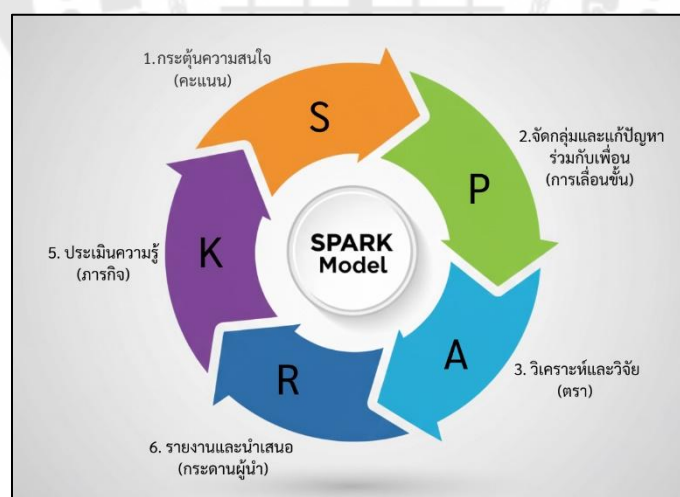 1.กระตุ้นความสนใจ
(คะแนน)
S
2.จัดกลุ่มและแก้ปัญหา
ร่วมกับเพื่อน
(การเลื่อนขั้น)
P
3. วิเคราะห์และวิจัย
(ตรา)
A
6. รายงานและนำเสนอ
(กระดานผู้นำ)
R
5. ประเมินความรู้
(ภารกิจ)
K
SPARK
Model